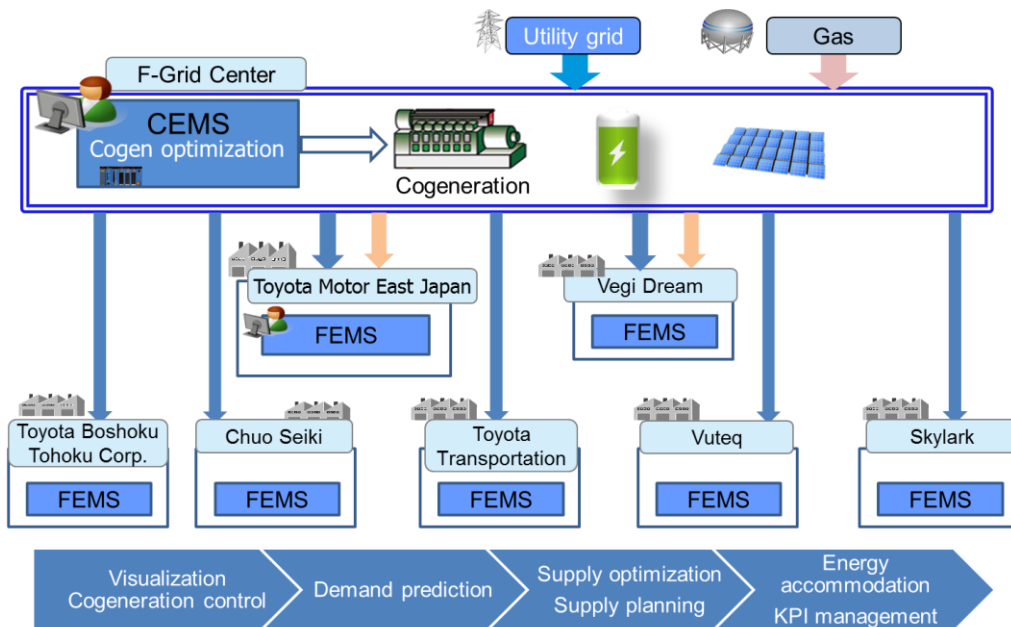 Utility grid
Gas
F-Grid Center
CEMS
Cogen optimization
Cogeneration
Toyota Motor East Japan
FEMS
Vegi Dream
FEMS
Toyota Boshoku
Tohoku Corp.
FEMS
Chuo Seiki
FEMS
Toyota
Transportation
FEMS
Vuteq
FEMS
Skylark
FEMS
Visualization
Cogeneration control
Demand prediction
Supply optimization
Supply planning
Energy
accommodation
KPI management